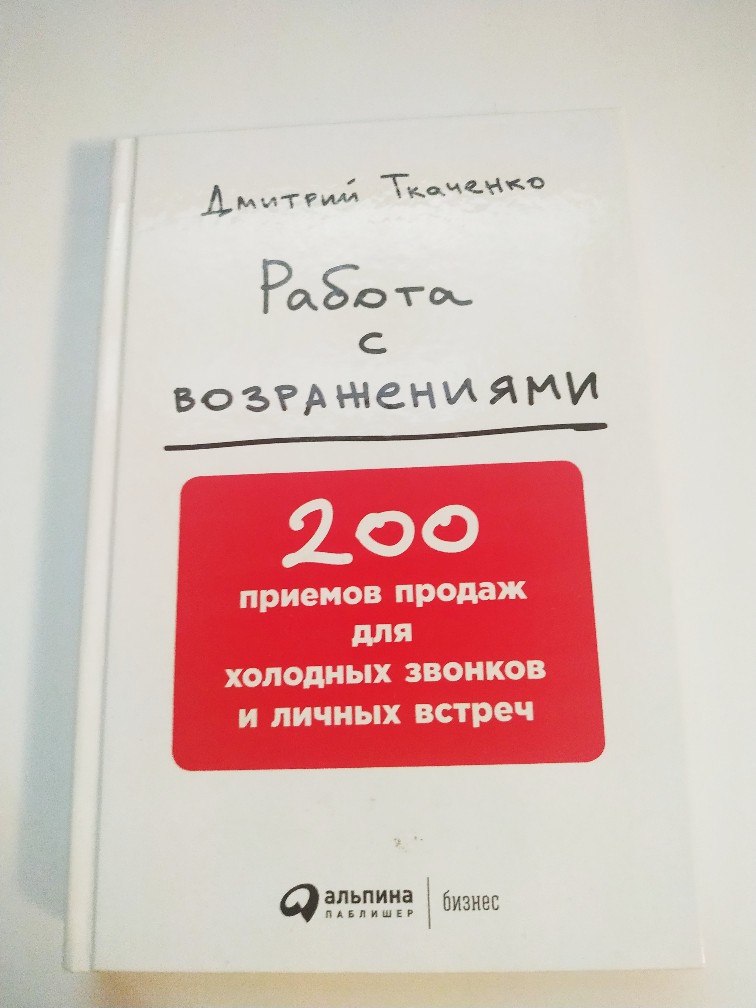 Дмитрий Ткаченко
Работа
с
возражениями
200
приемов продаж
для
холодных звонков
и личных встреч
альпина
ПАБЛИШЕР
бизнес